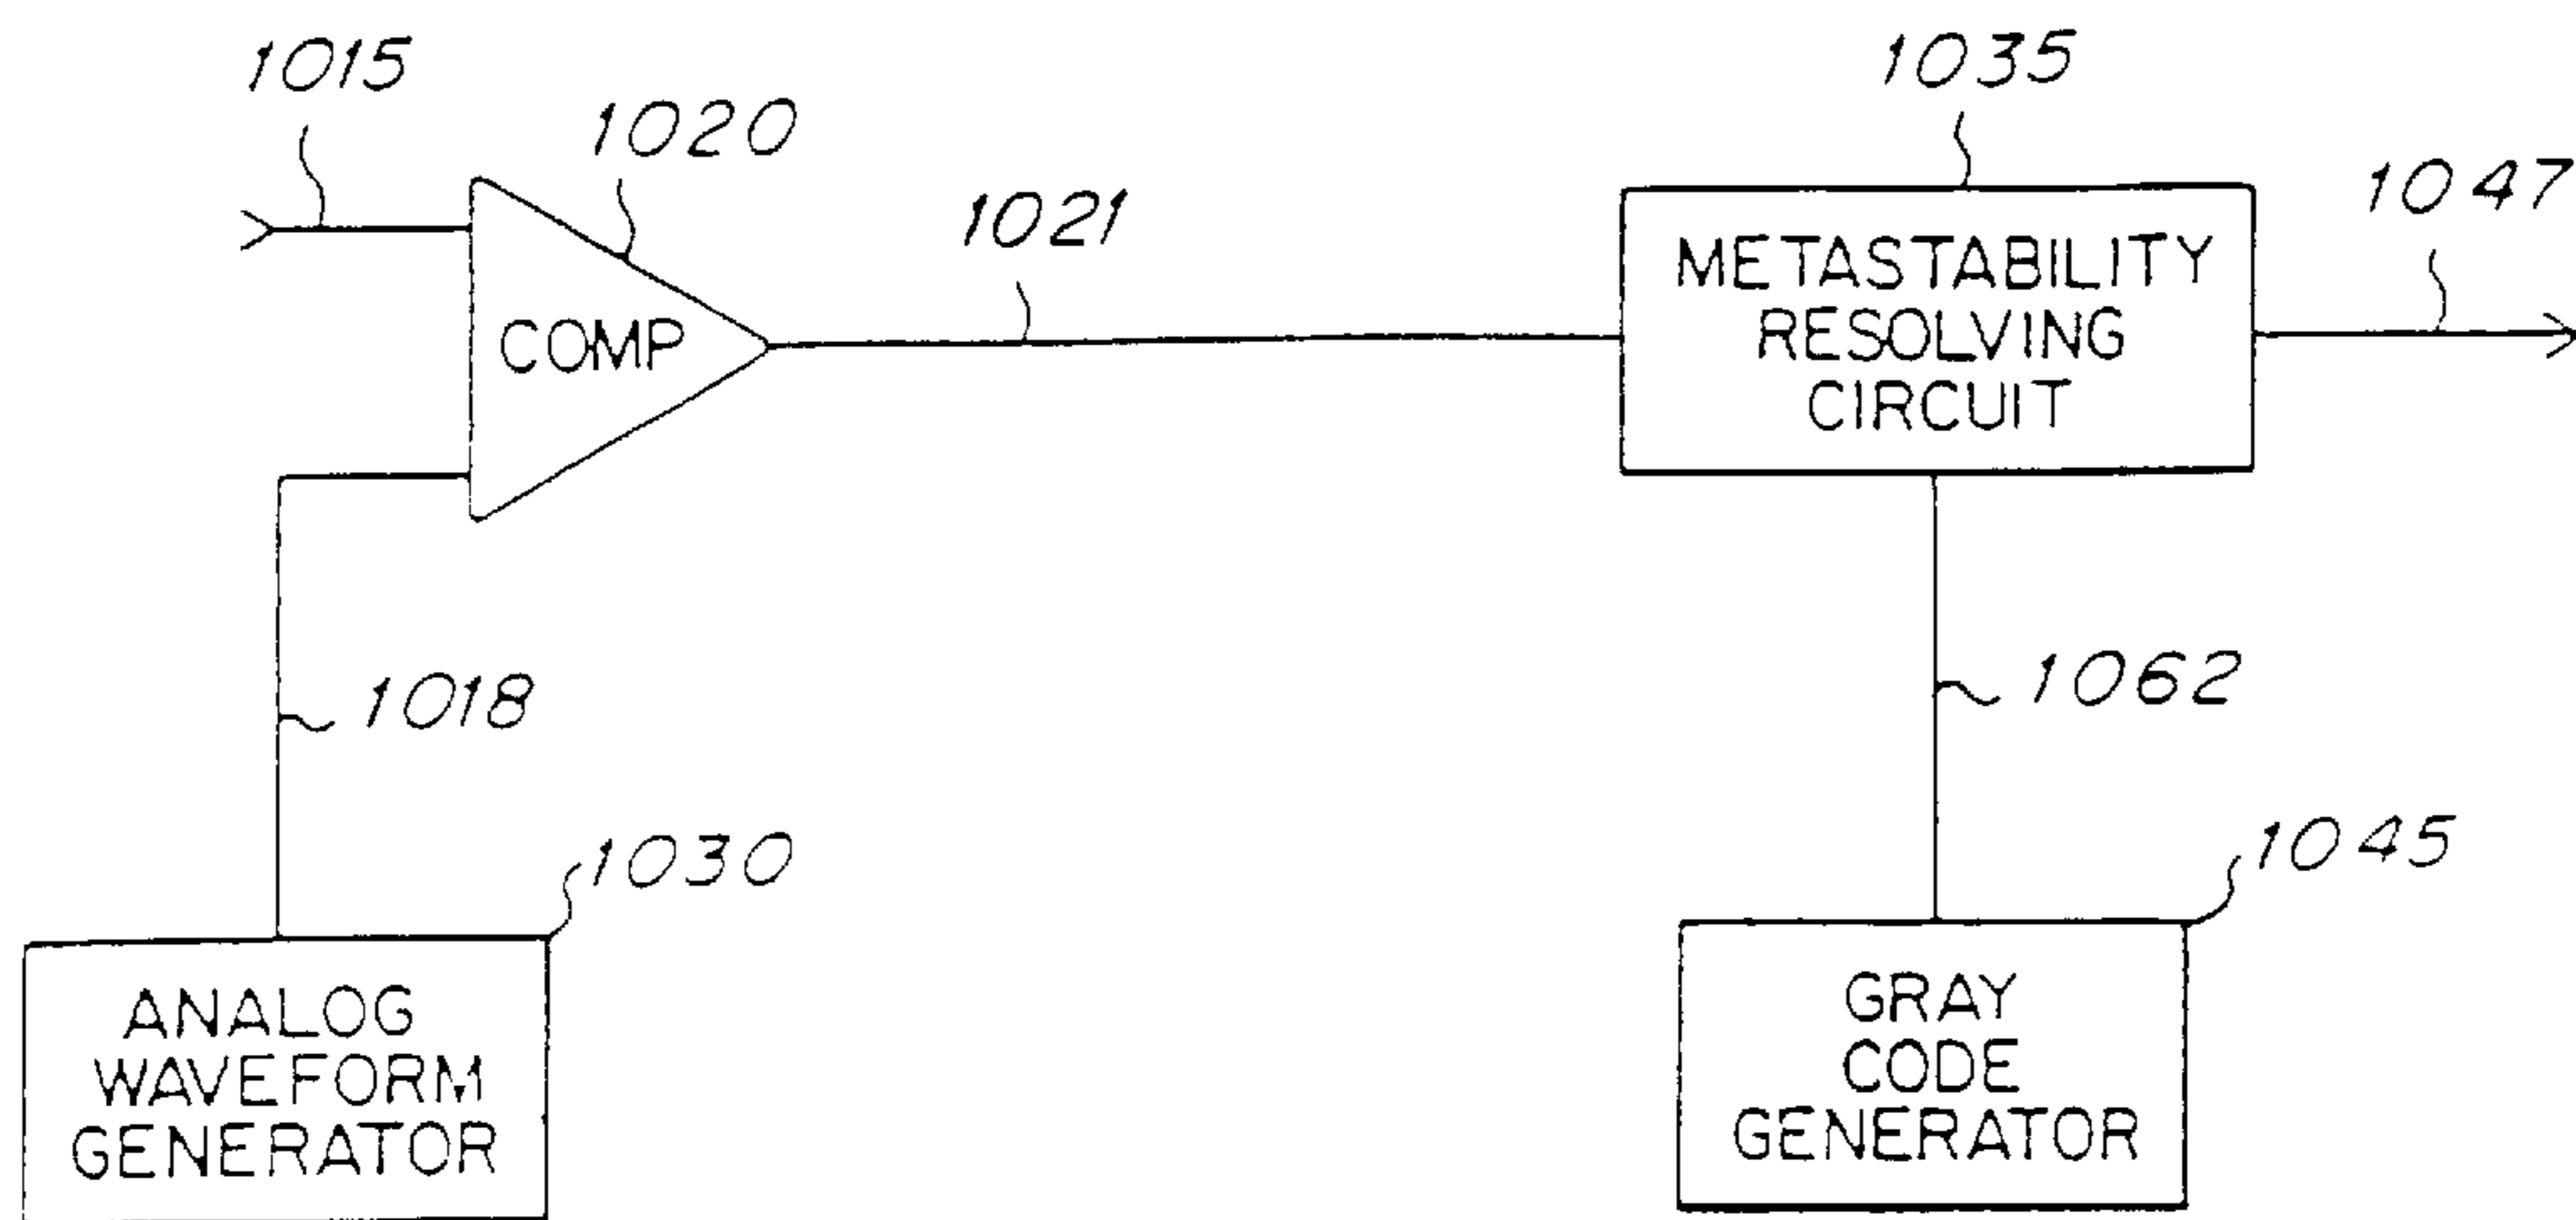 1015
1020
1021
1035
1047
COMP
METASTABILITY
RESOLVING
CIRCUIT
1018
1062
1030
1045
ANALOG
WAVEFORM
GENERATOR
GRAY
CODE
GENERATOR